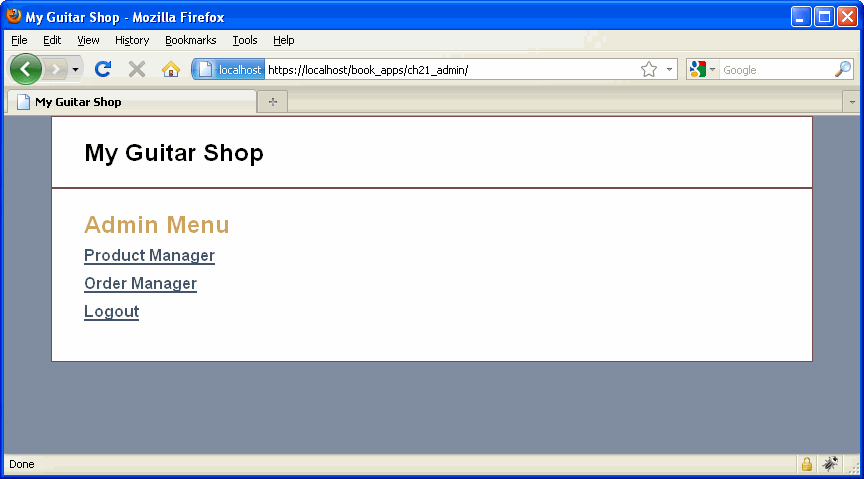 My Guitar Shop - Mozilla Firefox
File Edit View History Bookmarks Tools Help
localhost https://localhost/book_apps/ch21_admin/ Google
My Guitar Shop
My Guitar Shop
Admin Menu
Product Manager
Order Manager
Logout
Done